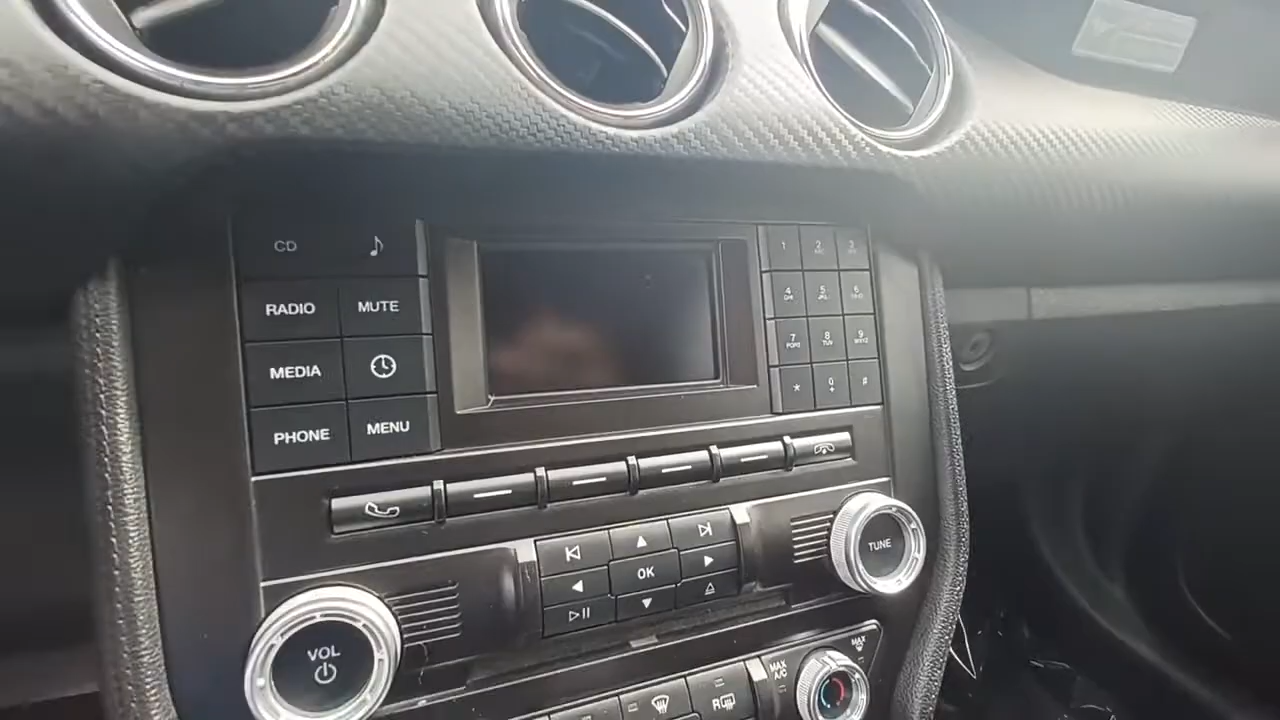 CD
RADIO MUTE
MEDIA
PHONE MENU
1 2 3
4 5 6
7 8 9
* 0 #
OK
VOL
TUNE
MAX A/C
MAX
R